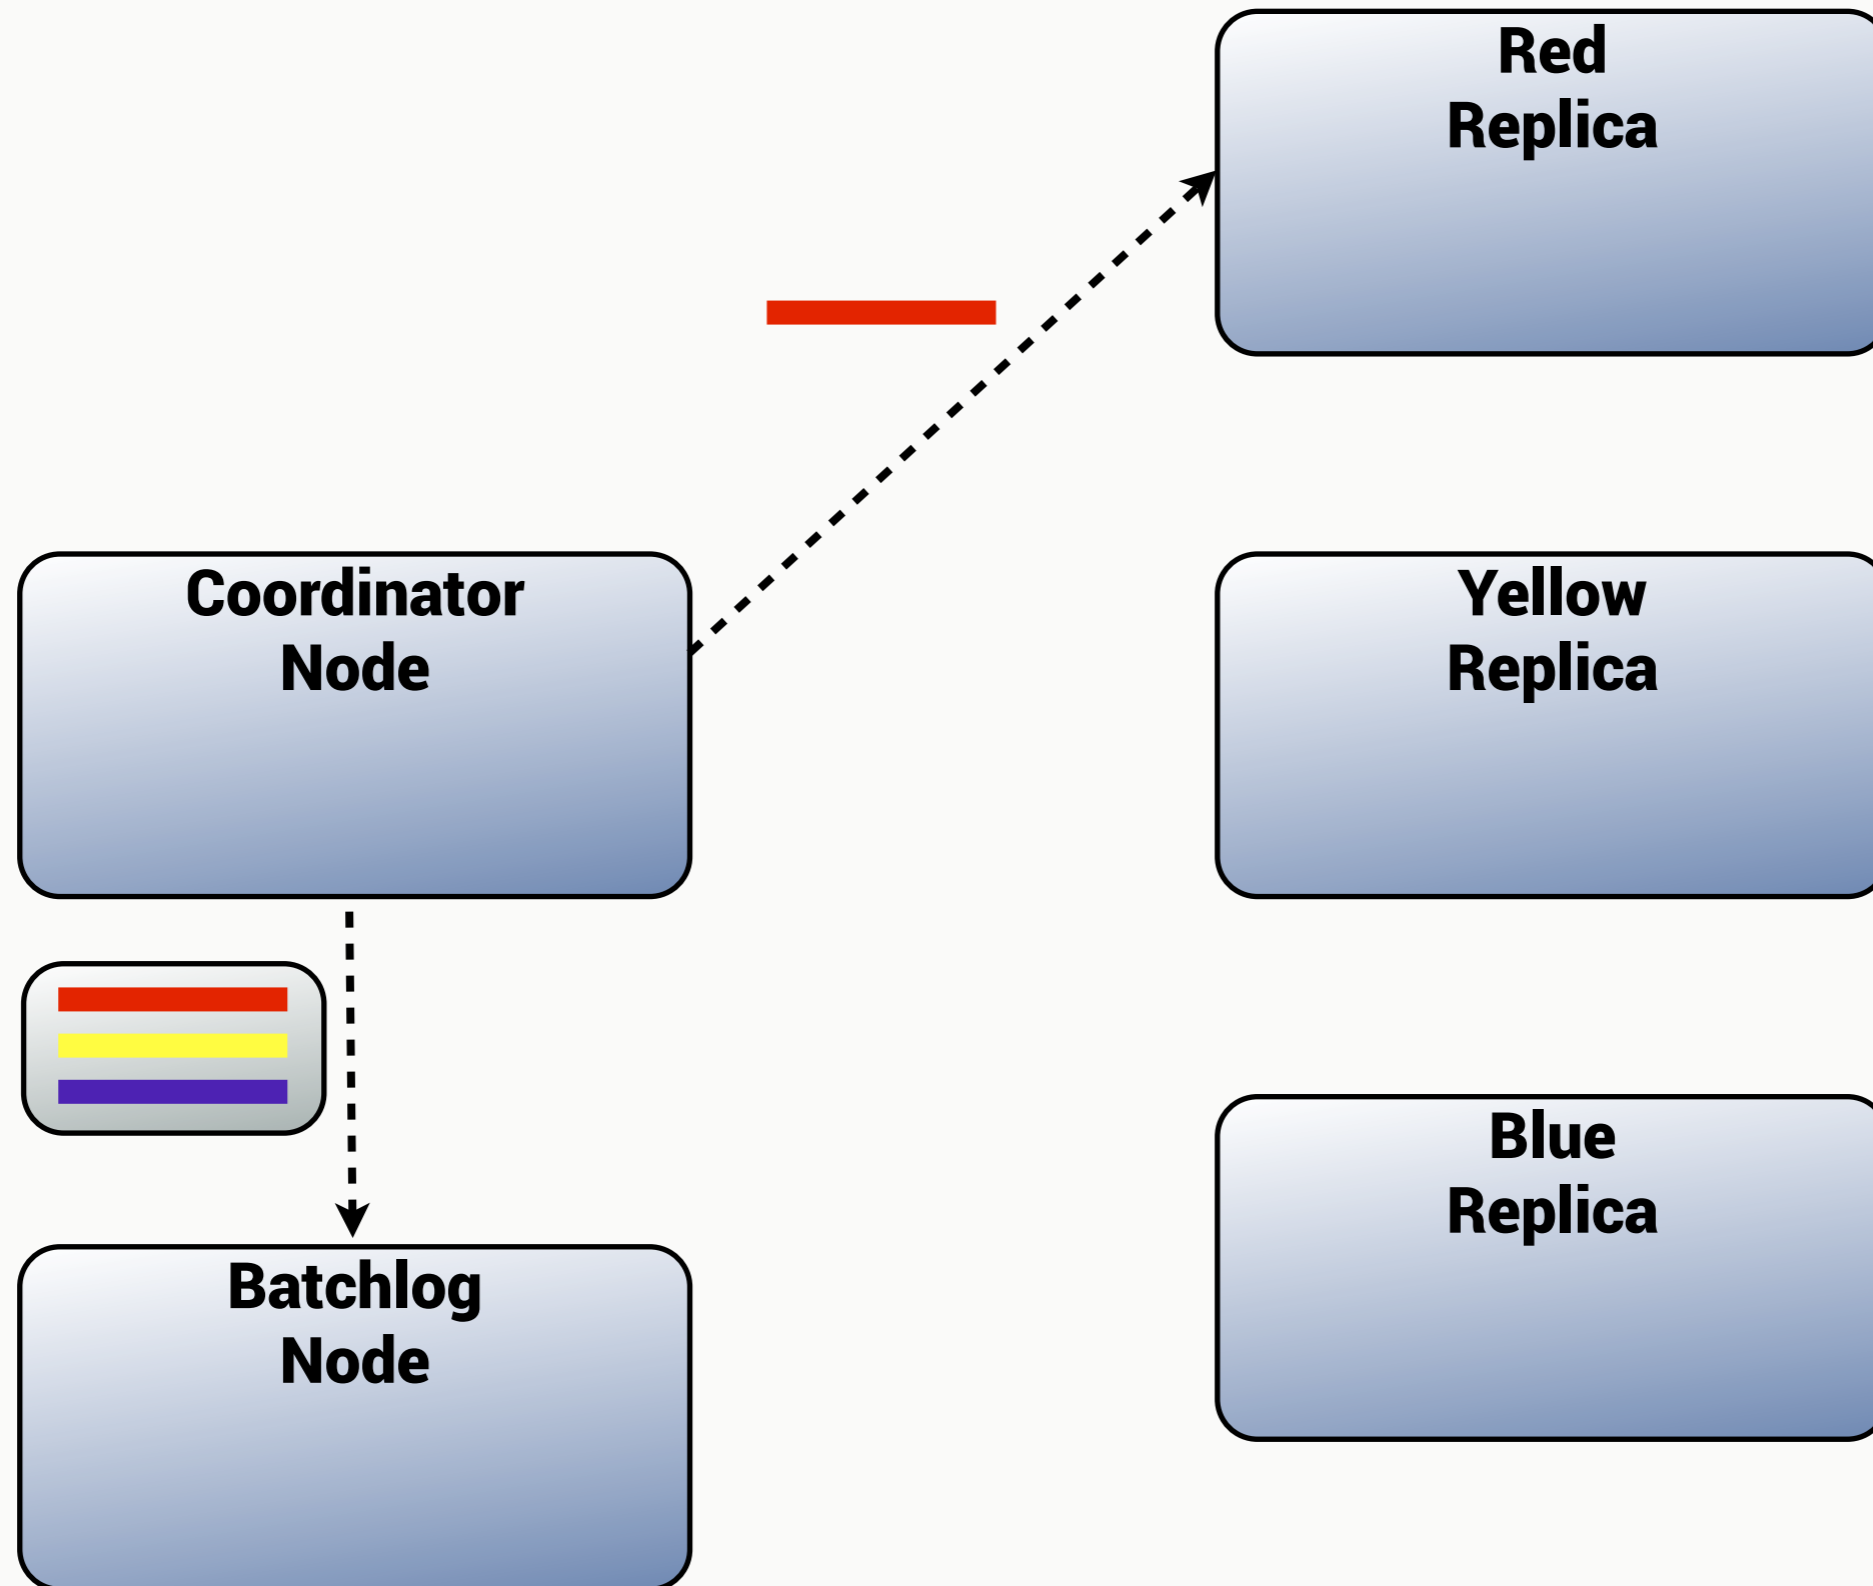 Red
Replica
Coordinator
Node
Yellow
Replica
Blue
Replica
Batchlog
Node